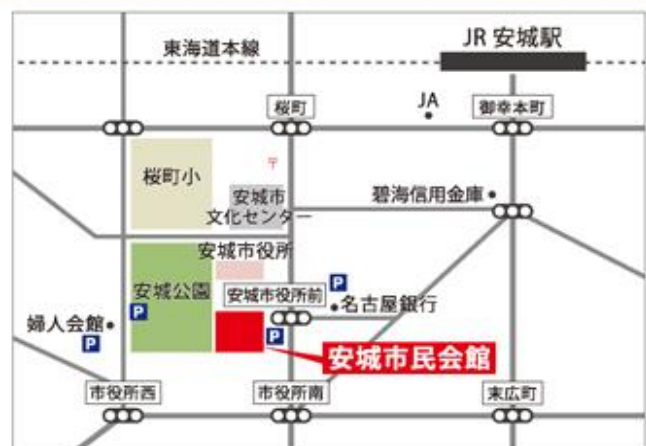 JR 安城駅
東海道本線
桜町
JA
御幸本町
〒
桜町小
安城市
文化センター
碧海信用金庫
安城市役所
安城公園
P
安城市役所前
P
名古屋銀行
婦人会館
P
P
安城市民会館
市役所西
市役所南
末広町